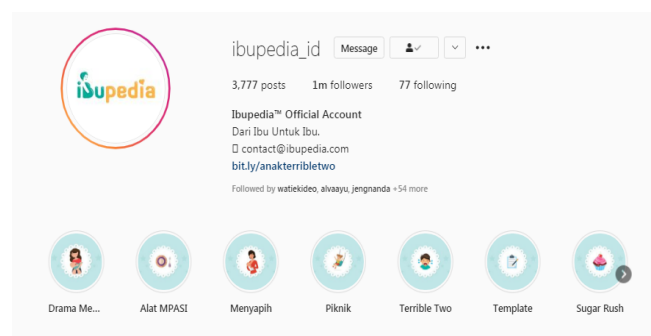 ibupedia
ibupedia_id Message
3,777 posts 1m followers 77 following
Ibupedia™ Official Account
Dari Ibu Untuk Ibu.
contact@ibupedia.com
bit.ly/anakterribletwo
Followed by watiekideo, alvaayu, jengnanda +54 more
Drama Me... Alat MPASI Menyapih Piknik Terrible Two Template Sugar Rush